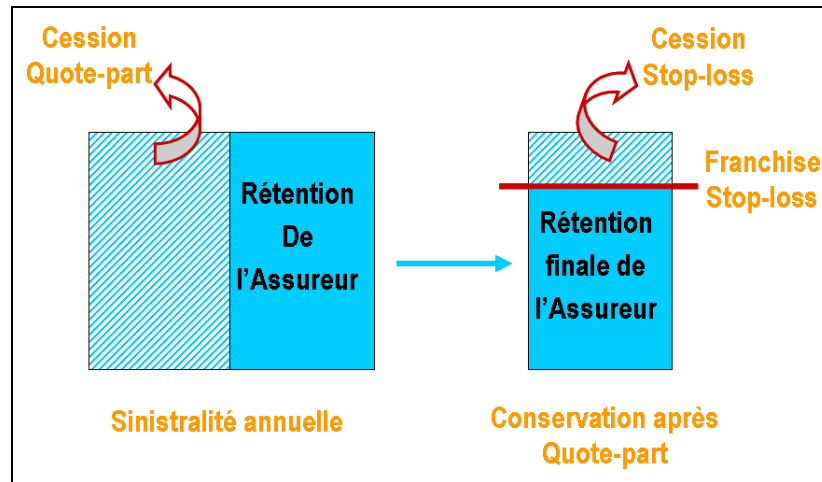 Cession
Quote-part
Cession
Stop-loss
Franchise
Stop-loss
Rétention
De
l'Assureur
Rétention
finale de
l'Assureur
Sinistralité annuelle
Conservation après
Quote-part